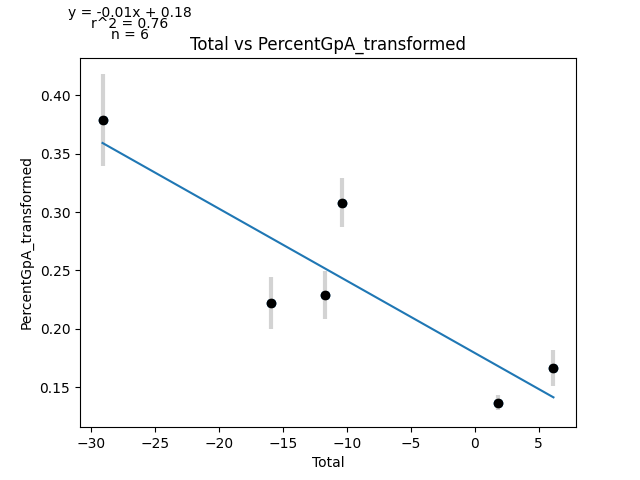 y = -0.01x + 0.18
r^2 = 0.76
n = 6
Total vs PercentGpA_transformed
PercentGpA_transformed
0.40
0.35
0.30
0.25
0.20
0.15
−30 −25 −20 −15 −10 −5 0 5
Total